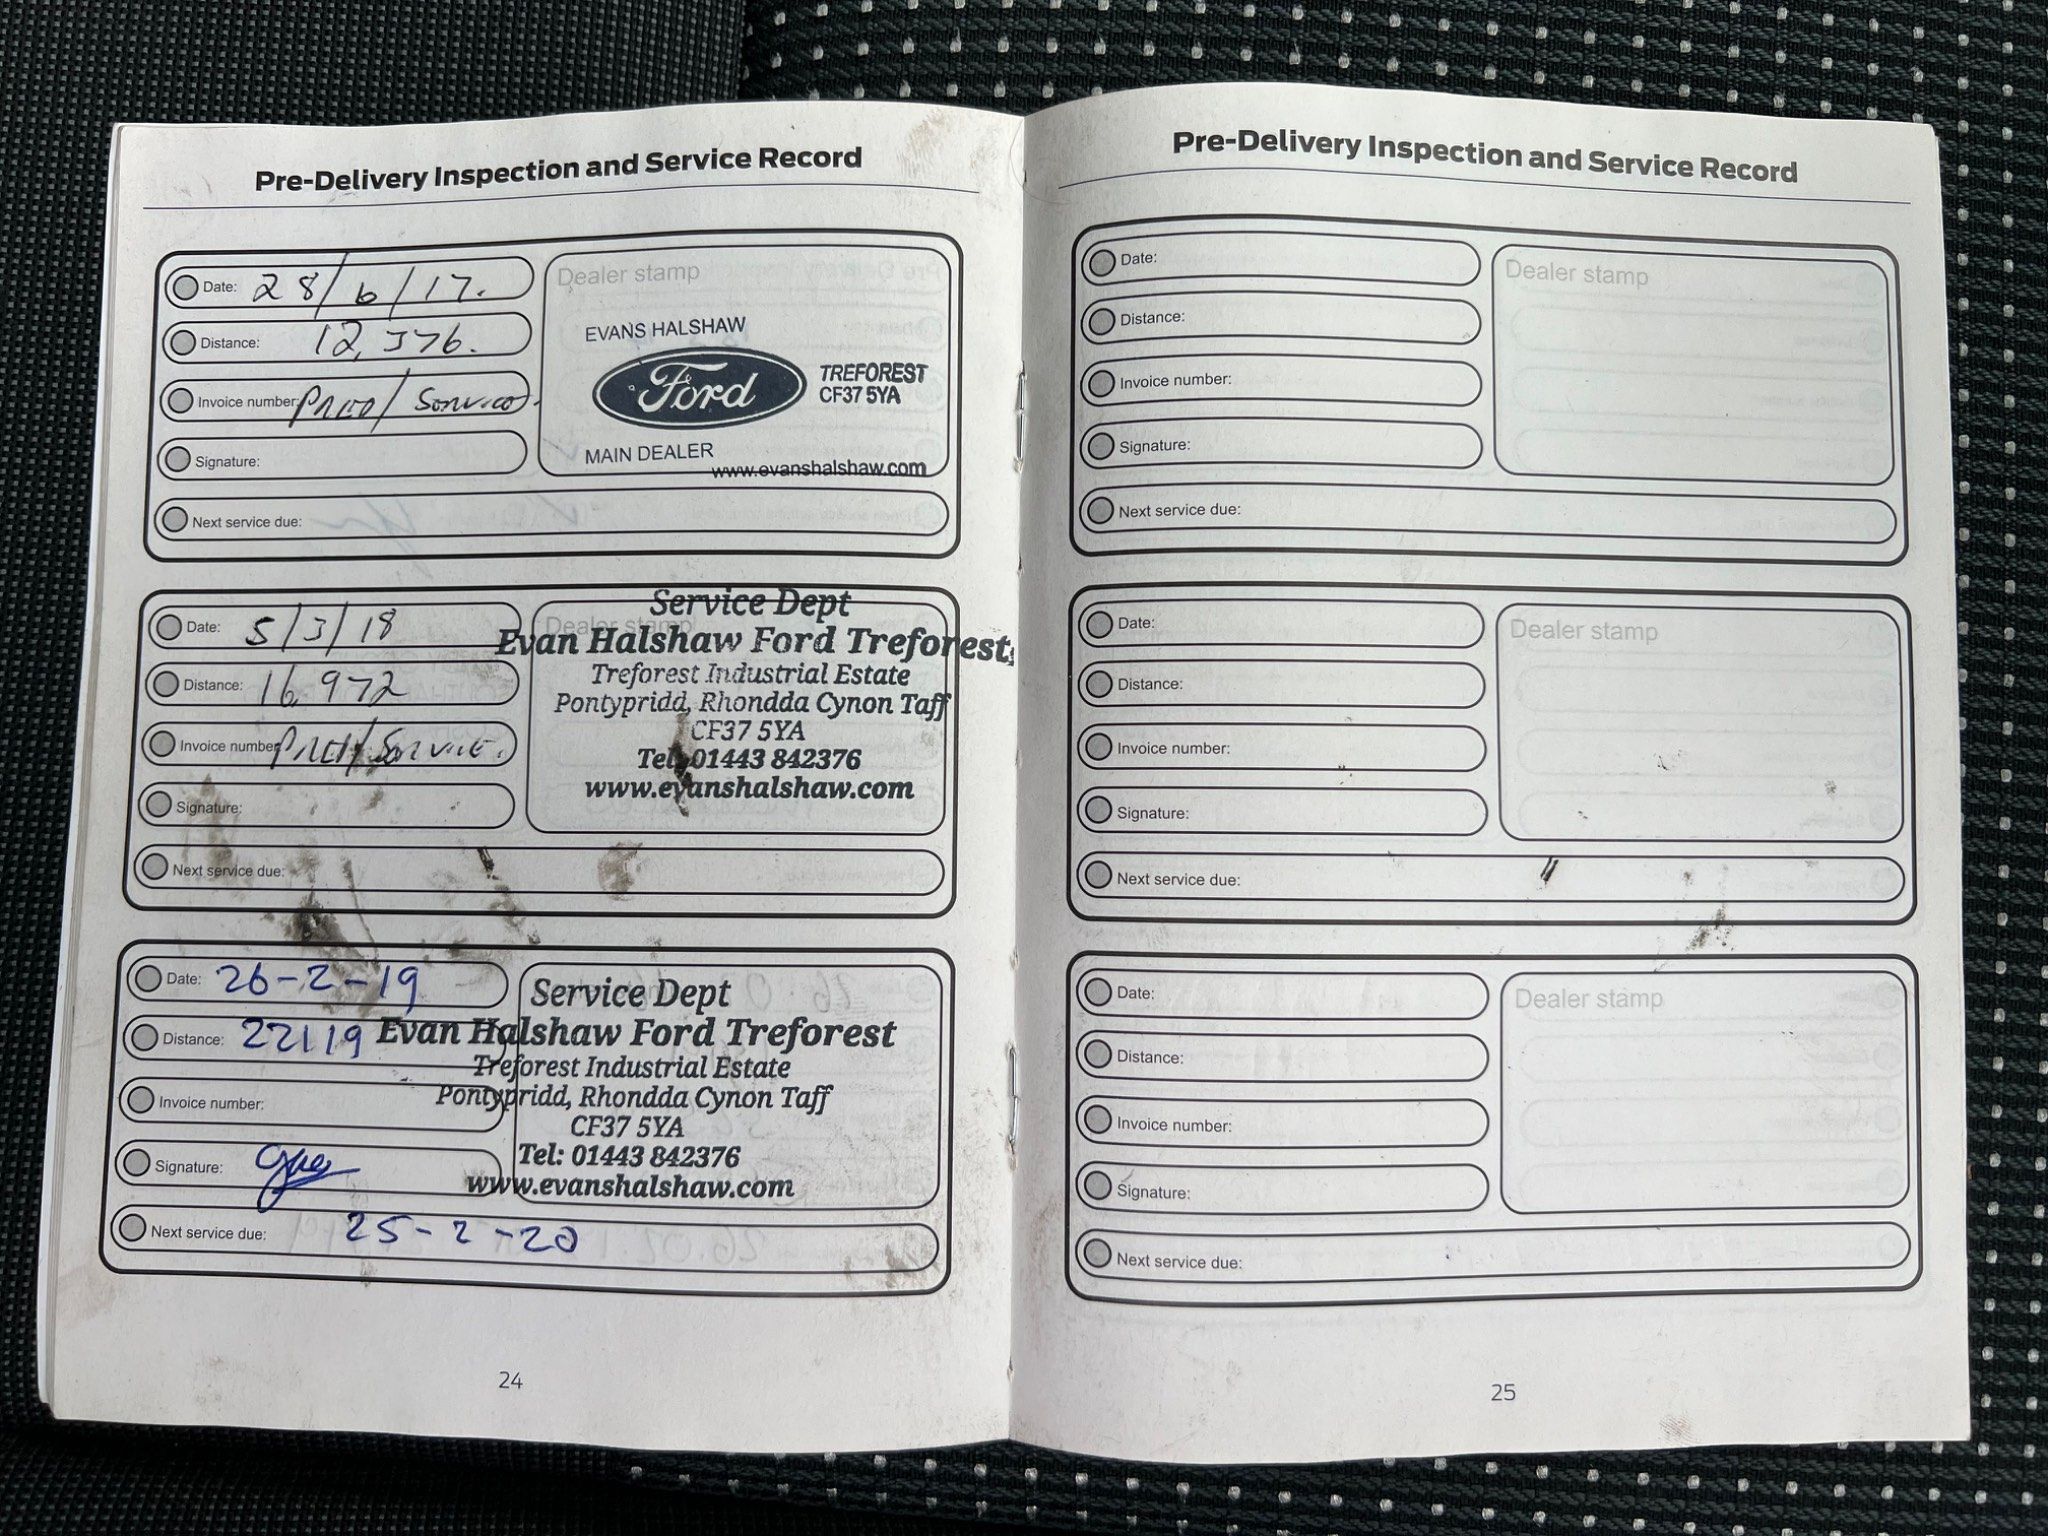 Pre-Delivery Inspection and Service Record
Date: 28/6/17.
Distance: 12,376.
Invoice number: / Service.
Signature:
Next service due:
Dealer stamp
EVANS HALSHAW
Ford
TREFOREST
CF37 5YA
MAIN DEALER
www.evanshalshaw.com
Date: 5/3/18
Distance: 16,972
Invoice number / Service.
Signature:
Next service due:
Dealer stamp
Service Dept
Evan Halshaw Ford Treforest
Treforest Industrial Estate
Pontypridd, Rhondda Cynon Taff
CF37 5YA
Tel: 01443 842376
www.evanshalshaw.com
Date: 26-2-19
Distance: 22119
Invoice number:
Signature:
Next service due: 25-2-20
Service Dept
Evan Halshaw Ford Treforest
Treforest Industrial Estate
Pontypridd, Rhondda Cynon Taff
CF37 5YA
Tel: 01443 842376
www.evanshalshaw.com
24
Pre-Delivery Inspection and Service Record
Date:
Distance:
Invoice number:
Signature:
Next service due:
Dealer stamp
Date:
Distance:
Invoice number:
Signature:
Next service due:
Dealer stamp
Date:
Distance:
Invoice number:
Signature:
Next service due:
Dealer stamp
25